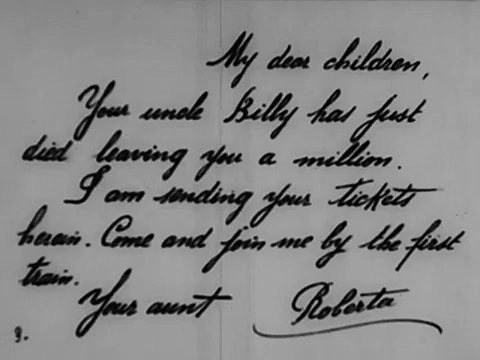 My dear children,
Your uncle Billy has just
died leaving you a million.
I am sending your tickets
herein. Come and join me by the first
train.
Your aunt Roberta
9.